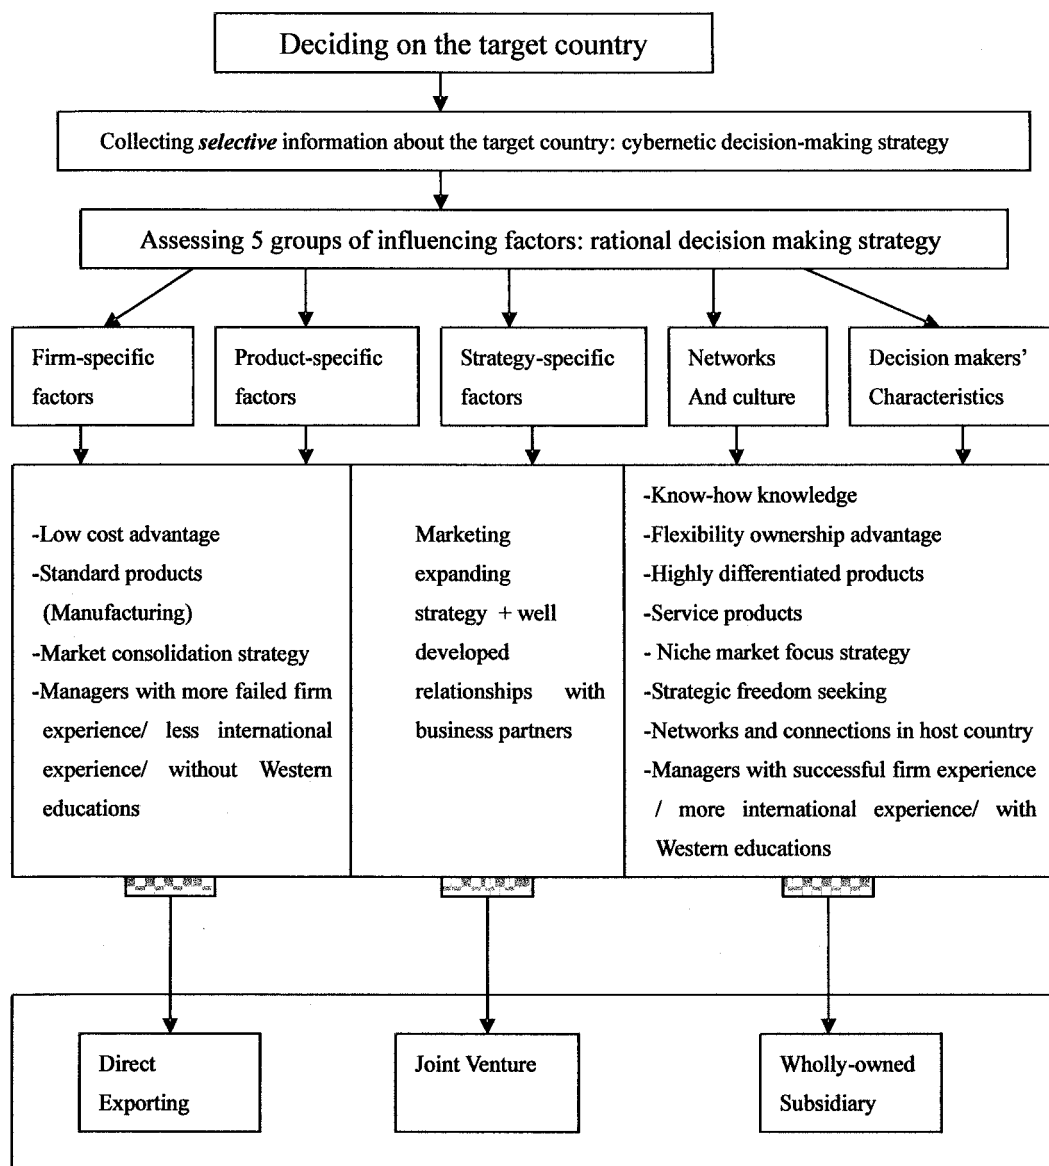 Deciding on the target country
Collecting selective information about the target country: cybernetic decision-making strategy
Assessing 5 groups of influencing factors: rational decision making strategy
Firm-specific
factors
Product-specific
factors
Strategy-specific
factors
Networks
And culture
Decision makers’
Characteristics
-Low cost advantage
-Standard products
(Manufacturing)
-Market consolidation strategy
-Managers with more failed firm
experience/ less international
experience/ without Western
educations
Marketing
expanding
strategy + well
developed
relationships with
business partners
-Know-how knowledge
-Flexibility ownership advantage
-Highly differentiated products
-Service products
- Niche market focus strategy
-Strategic freedom seeking
-Networks and connections in host country
-Managers with successful firm experience
/ more international experience/ with
Western educations
Direct
Exporting
Joint Venture
Wholly-owned
Subsidiary